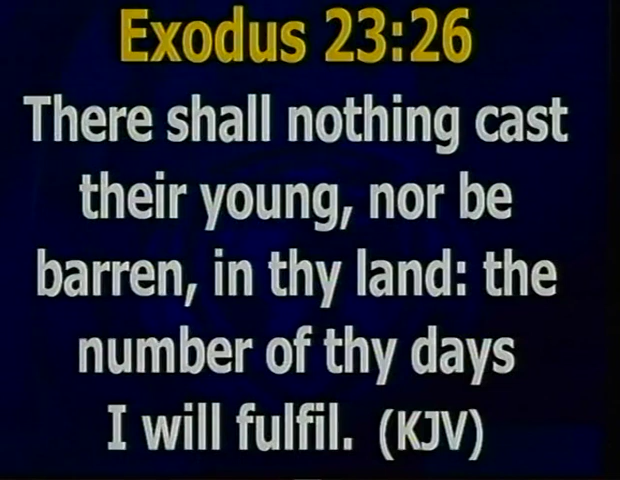 Exodus 23:26
There shall nothing cast
their young, nor be
barren, in thy land: the
number of thy days
I will fulfil. (KJV)